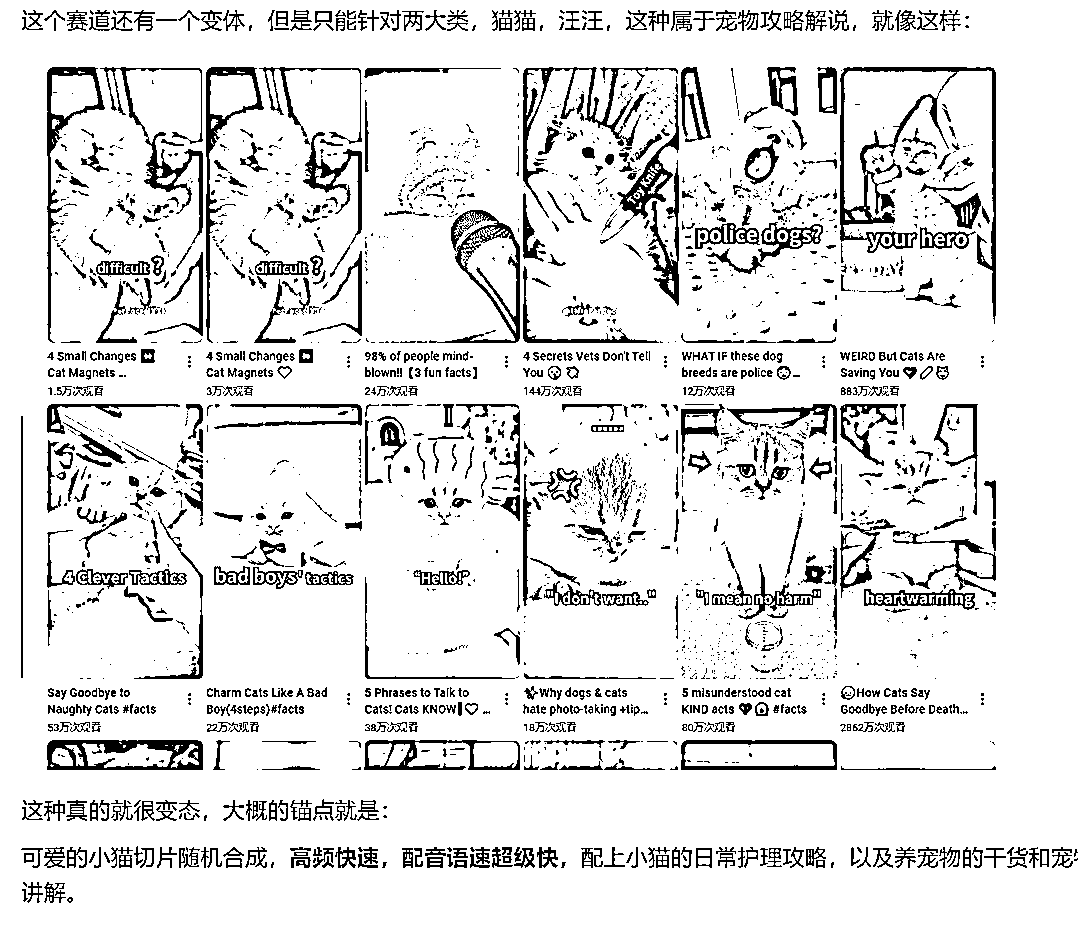 这个赛道还有一个变体，但是只能针对两大类，猫猫，汪汪，这种属于宠物攻略解说，就像这样：
difficult ?
difficult ?
Toy Knife
police dogs?
your hero
4 Small Changes
Cat Magnets ...
1.5万次观看
4 Small Changes
Cat Magnets
3万次观看
98% of people mind-
blown!!【3 fun facts】
24万次观看
4 Secrets Vets Don't Tell
You
144万次观看
WHAT IF these dog
breeds are police ...
12万次观看
WEIRD But Cats Are
Saving You
883万次观看
4 Clever Tactics
bad boys' tactics
"Hello!"
"I don't want.."
"I mean no harm"
heartwarming
Say Goodbye to
Naughty Cats #facts
53万次观看
Charm Cats Like A Bad
Boy(4steps)#facts
22万次观看
5 Phrases to Talk to
Cats! Cats KNOW ...
38万次观看
Why dogs & cats
hate photo-taking +tip...
18万次观看
5 misunderstood cat
KIND acts #facts
80万次观看
How Cats Say
Goodbye Before Death...
2862万次观看
这种真的就很变态，大概的锚点就是：
可爱的小猫切片随机合成，高频快速，配音语速超级快，配上小猫的日常护理攻略，以及养宠物的干货和宠
讲解。